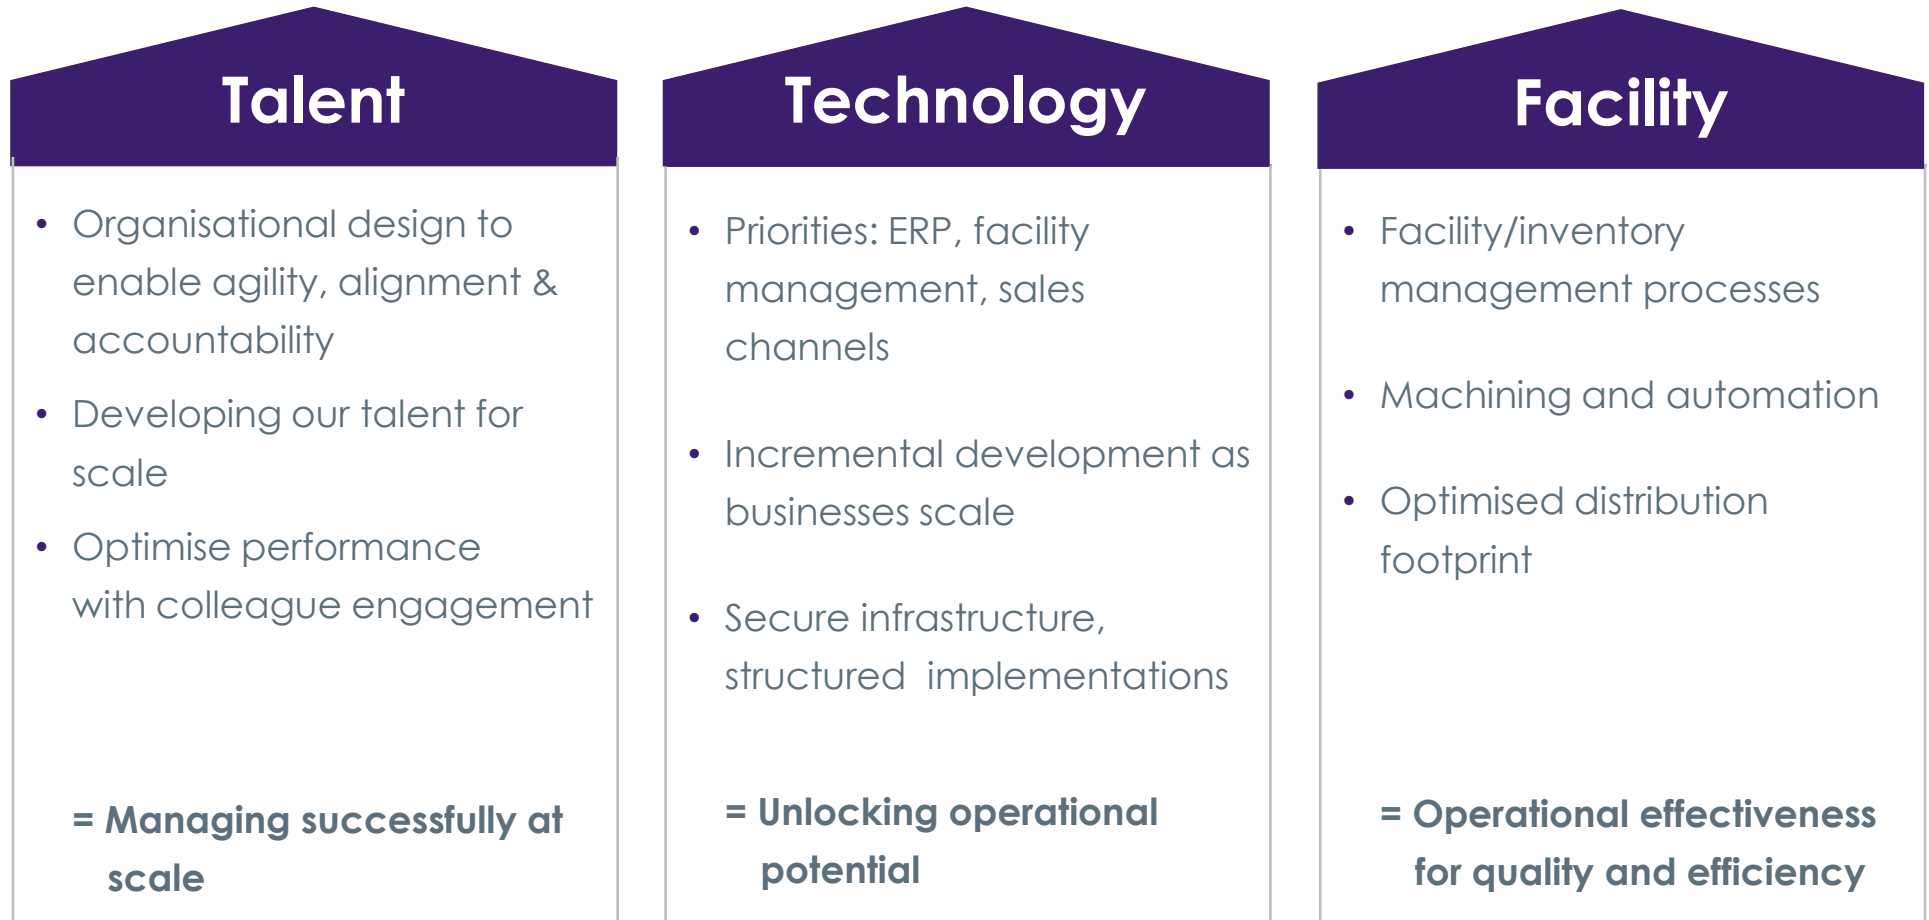 Talent
• Organisational design to
enable agility, alignment &
accountability
• Developing our talent for
scale
• Optimise performance
with colleague engagement
= Managing successfully at
scale
Technology
• Priorities: ERP, facility
management, sales
channels
• Incremental development as
businesses scale
• Secure infrastructure,
structured  implementations
= Unlocking operational
potential
Facility
• Facility/inventory
management processes
• Machining and automation
• Optimised distribution
footprint
= Operational effectiveness
for quality and efficiency